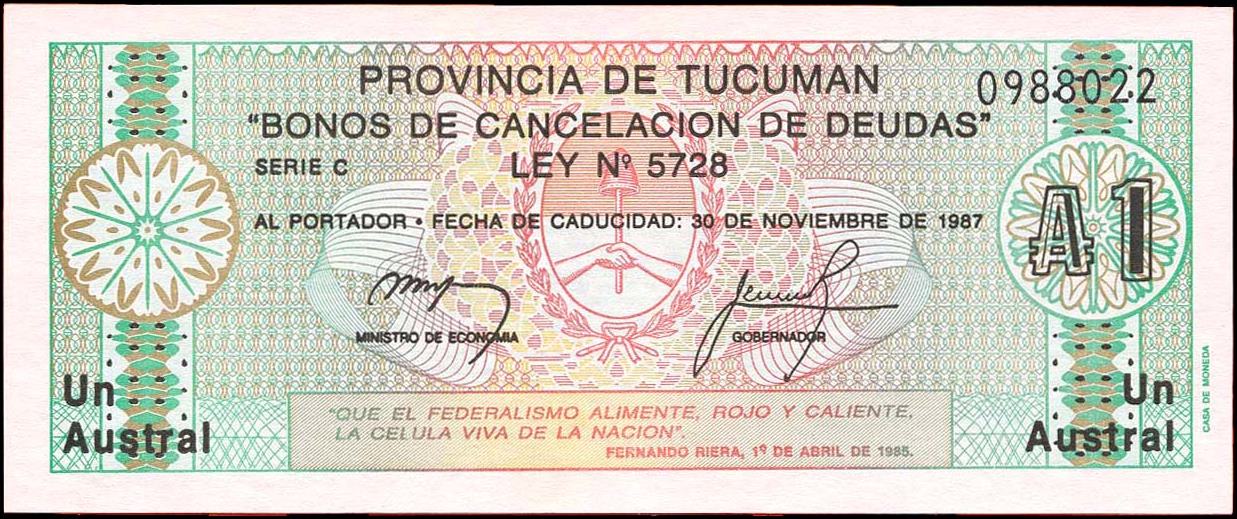 PROVINCIA DE TUCUMAN
0988022
"BONOS DE CANCELACION DE DEUDAS"
SERIE C
LEY Nº 5728
AL PORTADOR • FECHA DE CADUCIDAD: 30 DE NOVIEMBRE DE 1987
₳1
MINISTRO DE ECONOMIA
GOBERNADOR
Un
Austral
Un
Austral
"QUE EL FEDERALISMO ALIMENTE, ROJO Y CALIENTE,
LA CELULA VIVA DE LA NACION".
FERNANDO RIERA, 1º DE ABRIL DE 1985.
CASA DE MONEDA